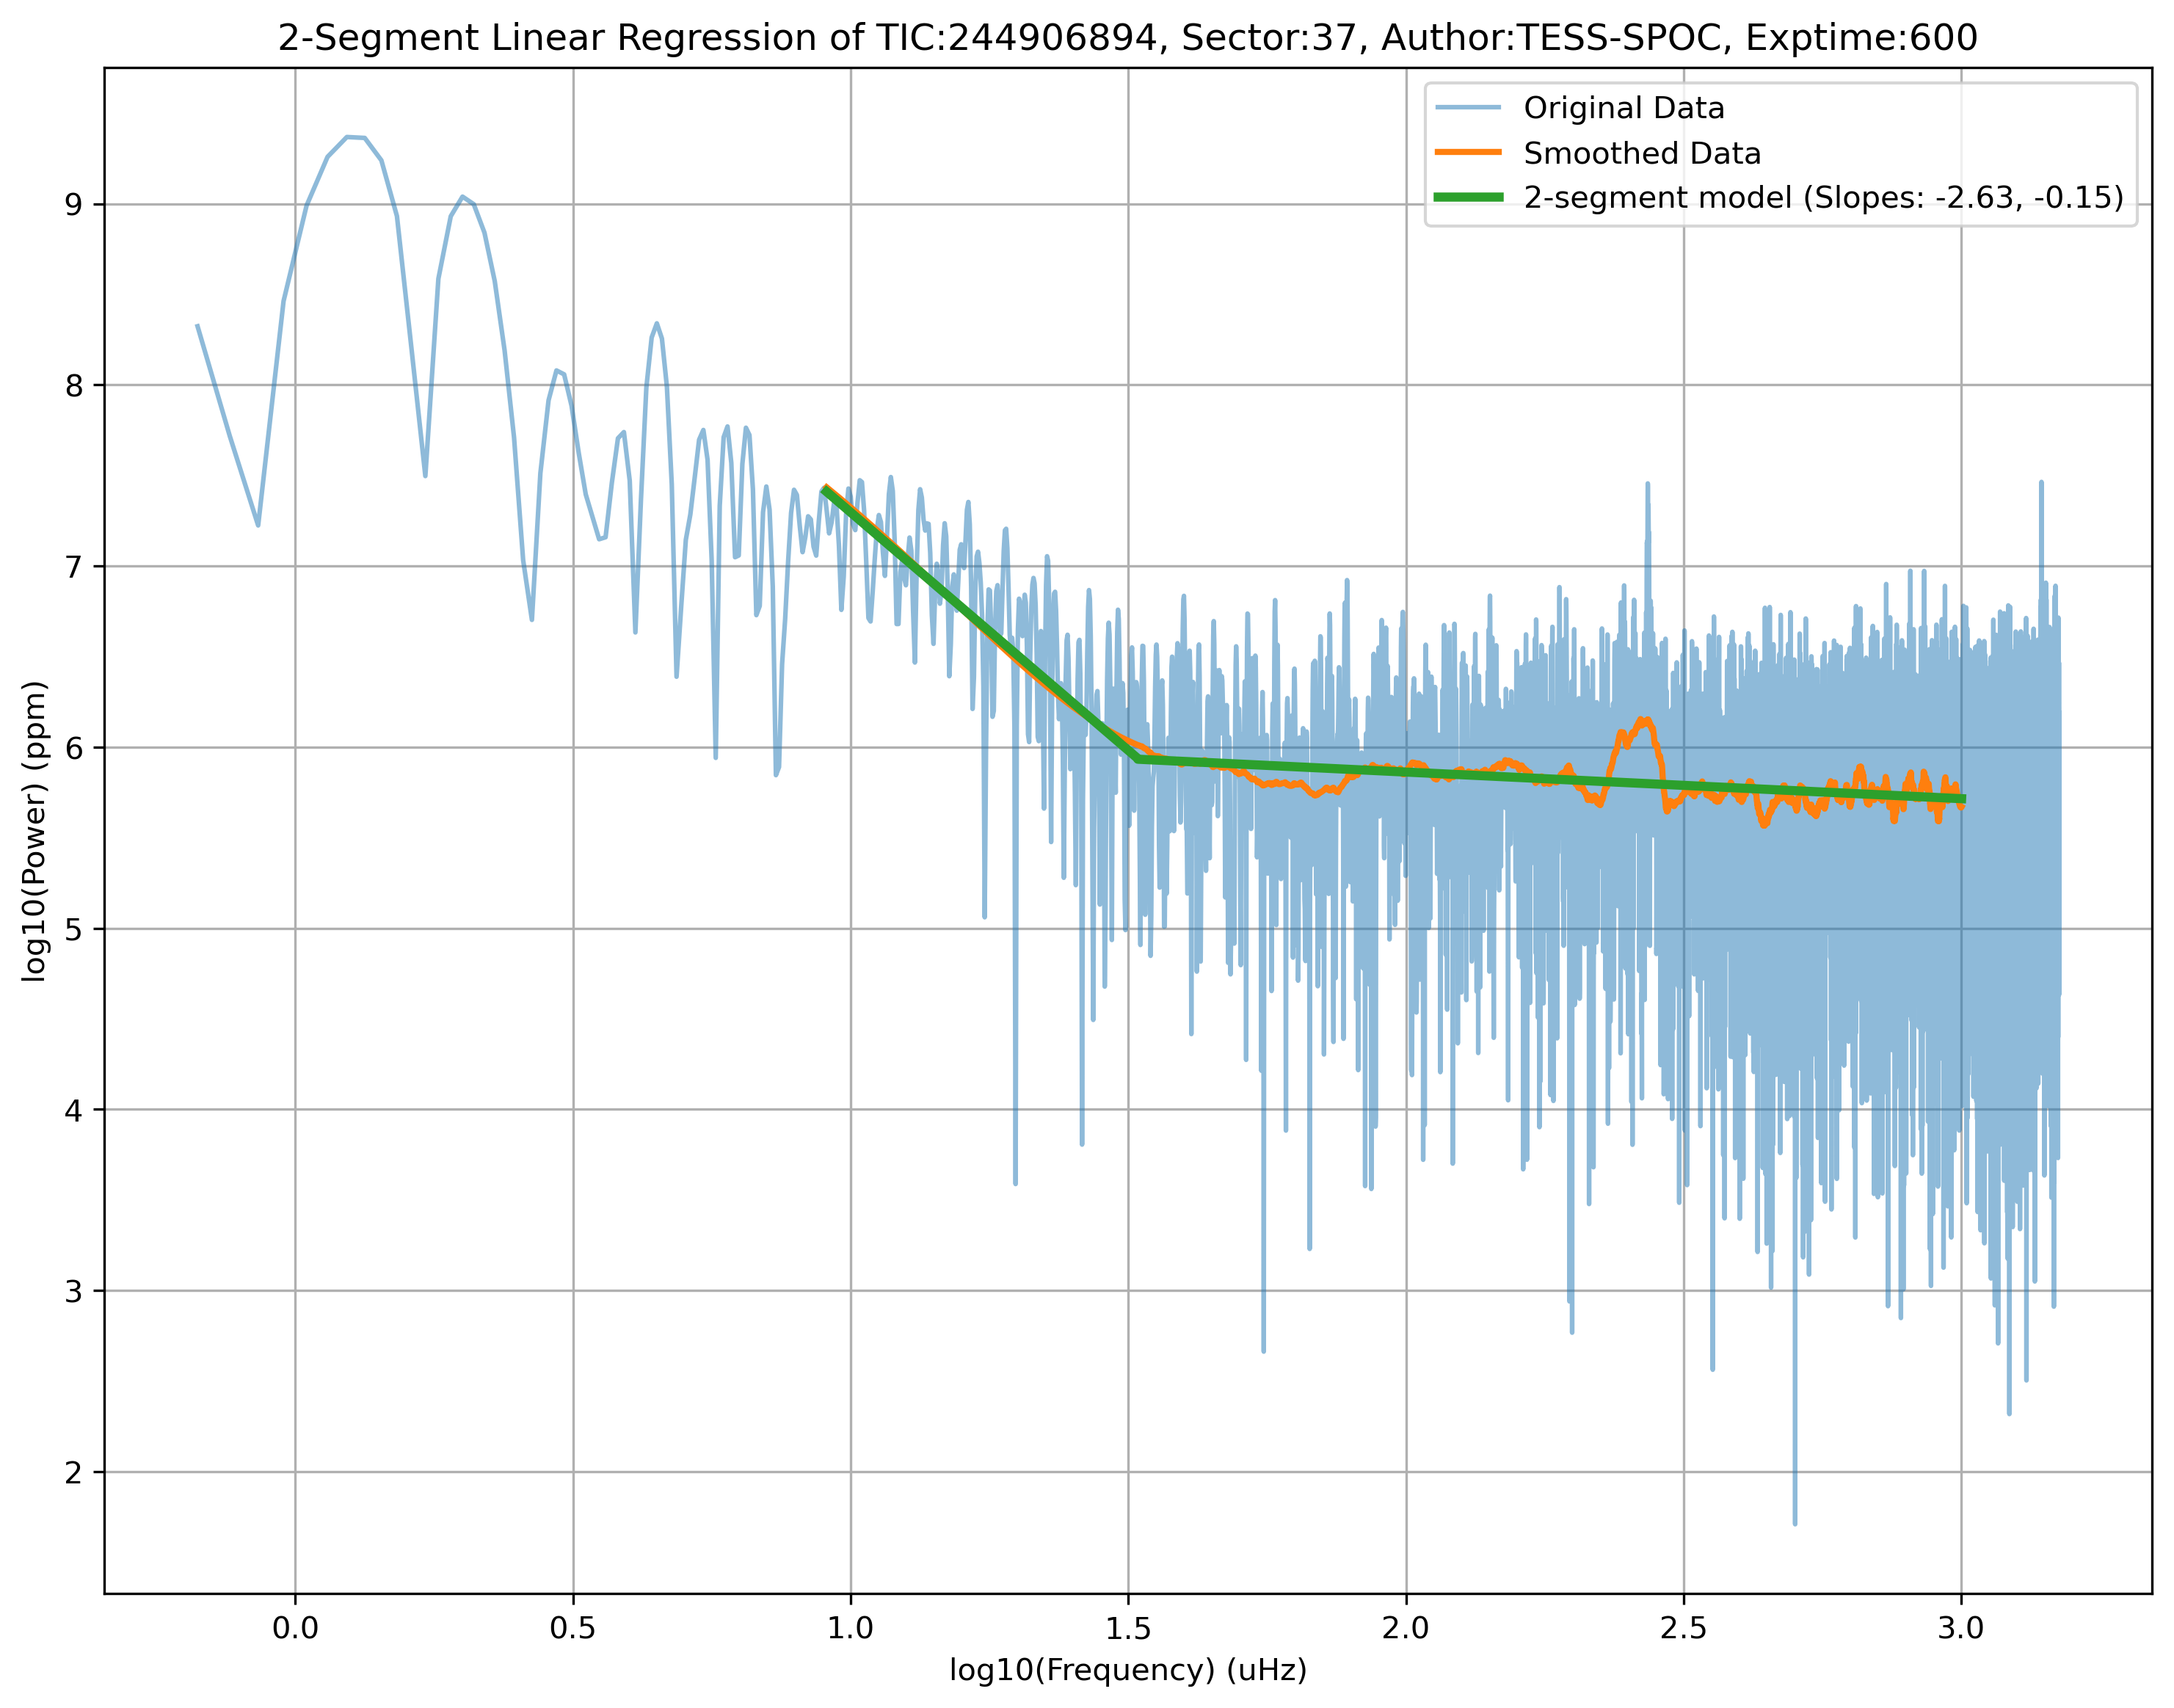 2-Segment Linear Regression of TIC:244906894, Sector:37, Author:TESS-SPOC, Exptime:600
Original Data
Smoothed Data
2-segment model (Slopes: -2.63, -0.15)
log10(Power) (ppm)
9
8
7
6
5
4
3
2
0.0 0.5 1.0 1.5 2.0 2.5 3.0
log10(Frequency) (uHz)